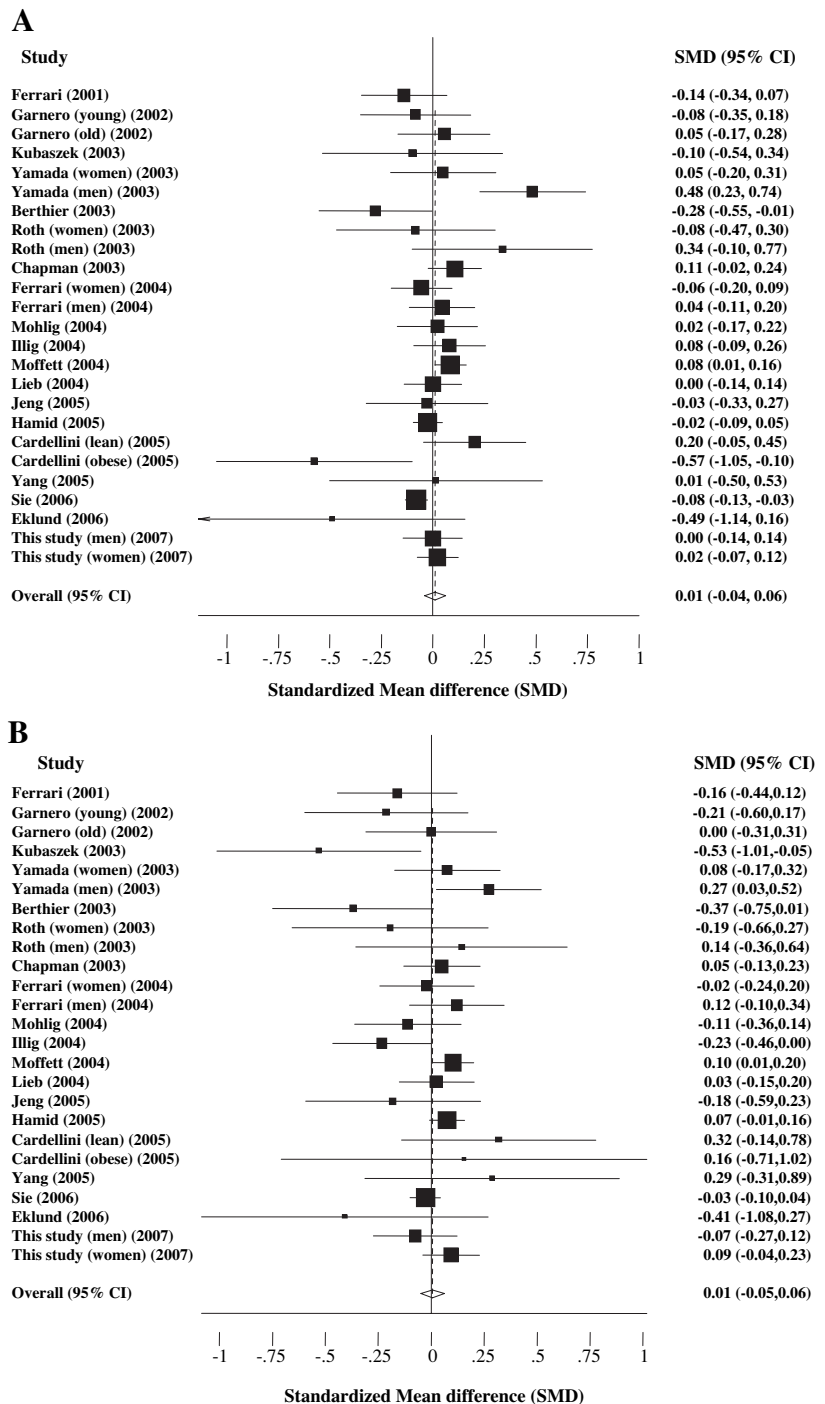 A
Study SMD (95% CI)
Ferrari (2001) -0.14 (-0.34, 0.07)
Garnero (young) (2002) -0.08 (-0.35, 0.18)
Garnero (old) (2002) 0.05 (-0.17, 0.28)
Kubaszek (2003) -0.10 (-0.54, 0.34)
Yamada (women) (2003) 0.05 (-0.20, 0.31)
Yamada (men) (2003) 0.48 (0.23, 0.74)
Berthier (2003) -0.28 (-0.55, -0.01)
Roth (women) (2003) -0.08 (-0.47, 0.30)
Roth (men) (2003) 0.34 (-0.10, 0.77)
Chapman (2003) 0.11 (-0.02, 0.24)
Ferrari (women) (2004) -0.06 (-0.20, 0.09)
Ferrari (men) (2004) 0.04 (-0.11, 0.20)
Mohlig (2004) 0.02 (-0.17, 0.22)
Illig (2004) 0.08 (-0.09, 0.26)
Moffett (2004) 0.08 (0.01, 0.16)
Lieb (2004) 0.00 (-0.14, 0.14)
Jeng (2005) -0.03 (-0.33, 0.27)
Hamid (2005) -0.02 (-0.09, 0.05)
Cardellini (lean) (2005) 0.20 (-0.05, 0.45)
Cardellini (obese) (2005) -0.57 (-1.05, -0.10)
Yang (2005) 0.01 (-0.50, 0.53)
Sie (2006) -0.08 (-0.13, -0.03)
Eklund (2006) -0.49 (-1.14, 0.16)
This study (men) (2007) 0.00 (-0.14, 0.14)
This study (women) (2007) 0.02 (-0.07, 0.12)
Overall (95% CI) 0.01 (-0.04, 0.06)
-1 -.75 -.5 -.25 0 .25 .5 .75 1
Standardized Mean difference (SMD)
B
Study SMD (95% CI)
Ferrari (2001) -0.16 (-0.44,0.12)
Garnero (young) (2002) -0.21 (-0.60,0.17)
Garnero (old) (2002) 0.00 (-0.31,0.31)
Kubaszek (2003) -0.53 (-1.01,-0.05)
Yamada (women) (2003) 0.08 (-0.17,0.32)
Yamada (men) (2003) 0.27 (0.03,0.52)
Berthier (2003) -0.37 (-0.75,0.01)
Roth (women) (2003) -0.19 (-0.66,0.27)
Roth (men) (2003) 0.14 (-0.36,0.64)
Chapman (2003) 0.05 (-0.13,0.23)
Ferrari (women) (2004) -0.02 (-0.24,0.20)
Ferrari (men) (2004) 0.12 (-0.10,0.34)
Mohlig (2004) -0.11 (-0.36,0.14)
Illig (2004) -0.23 (-0.46,0.00)
Moffett (2004) 0.10 (0.01,0.20)
Lieb (2004) 0.03 (-0.15,0.20)
Jeng (2005) -0.18 (-0.59,0.23)
Hamid (2005) 0.07 (-0.01,0.16)
Cardellini (lean) (2005) 0.32 (-0.14,0.78)
Cardellini (obese) (2005) 0.16 (-0.71,1.02)
Yang (2005) 0.29 (-0.31,0.89)
Sie (2006) -0.03 (-0.10,0.04)
Eklund (2006) -0.41 (-1.08,0.27)
This study (men) (2007) -0.07 (-0.27,0.12)
This study (women) (2007) 0.09 (-0.04,0.23)
Overall (95% CI) 0.01 (-0.05,0.06)
-1 -.75 -.5 -.25 0 .25 .5 .75 1
Standardized Mean difference (SMD)